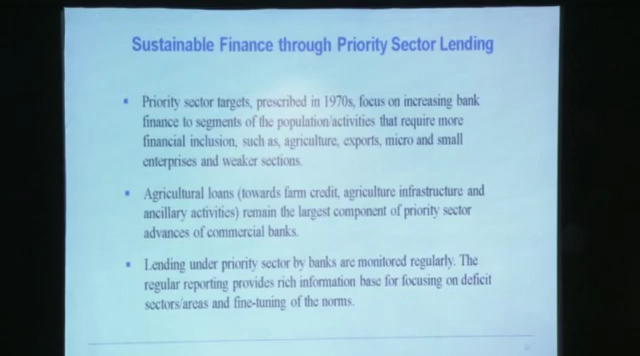 Sustainable Finance through Priority Sector Lending
Priority sector targets, prescribed in 1970s, focus on increasing bank
finance to segments of the population/activities that require more
financial inclusion, such as, agriculture, exports, micro and small
enterprises and weaker sections.
Agricultural loans (towards farm credit, agriculture infrastructure and
ancillary activities) remain the largest component of priority sector
advances of commercial banks.
Lending under priority sector by banks are monitored regularly. The
regular reporting provides rich information base for focusing on deficit
sectors/areas and fine-tuning of the norms.